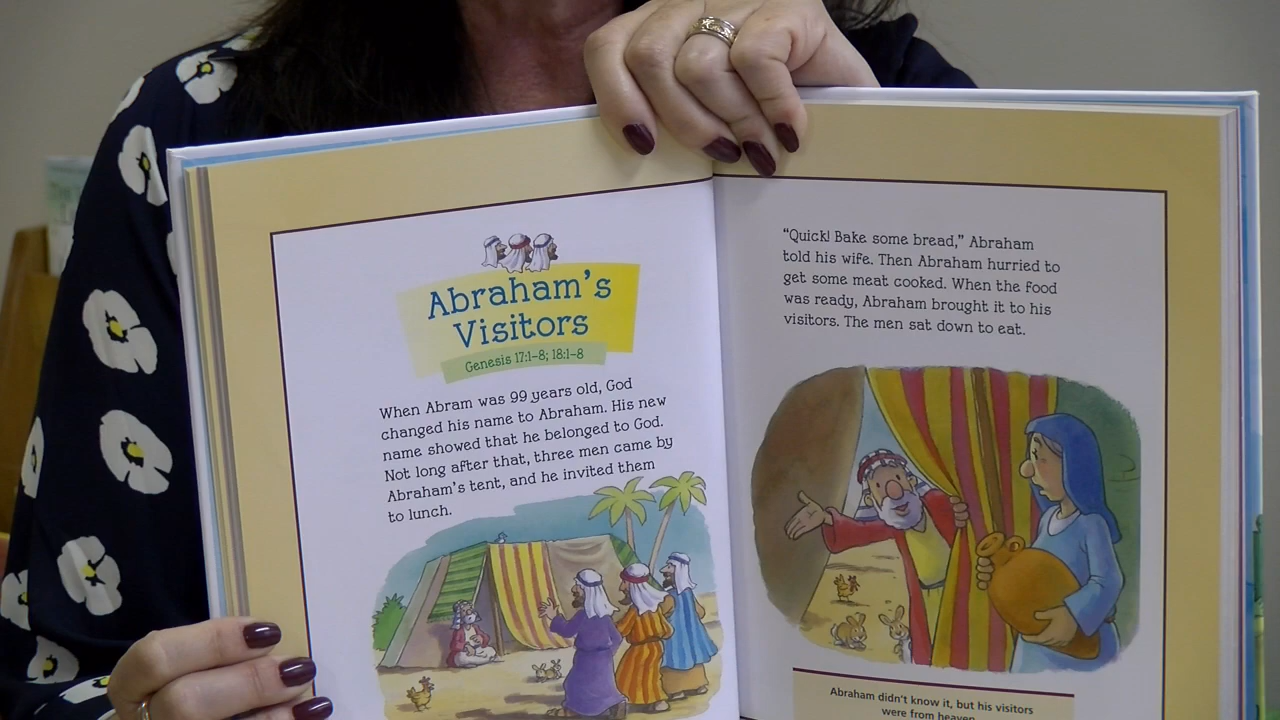 Abraham's
Visitors
Genesis 17:1–8; 18:1–8
When Abram was 99 years old, God
changed his name to Abraham. His new
name showed that he belonged to God.
Not long after that, three men came by
Abraham's tent, and he invited them
to lunch.
“Quick! Bake some bread,” Abraham
told his wife. Then Abraham hurried to
get some meat cooked. When the food
was ready, Abraham brought it to his
visitors. The men sat down to eat.
Abraham didn't know it, but his visitors
were from heaven